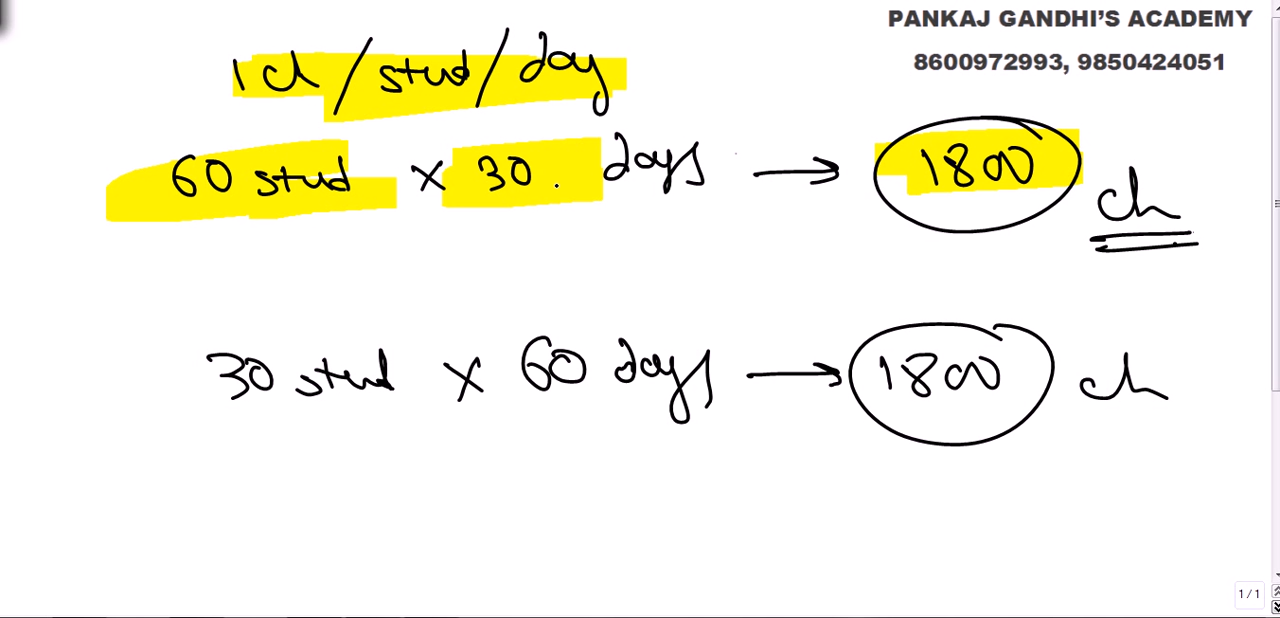 PANKAJ GANDHI'S ACADEMY
8600972993, 9850424051
1 ch / stud / day
60 stud × 30. days → 1800 ch
30 stud × 60 days → 1800 ch
1 / 1